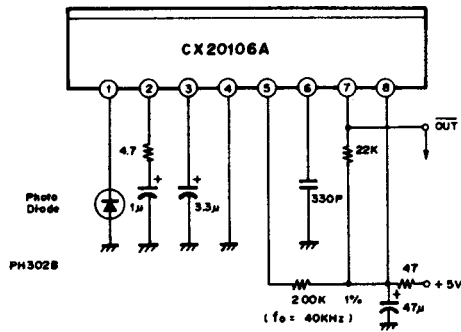 CX20106A
1 2 3 4 5 6 7 8
OUT
4.7
+
+
22K
Photo
Diode
1μ
3.3μ
330P
PH302B
47
+5V
200K
1%
+
47μ
(fo = 40KHz)